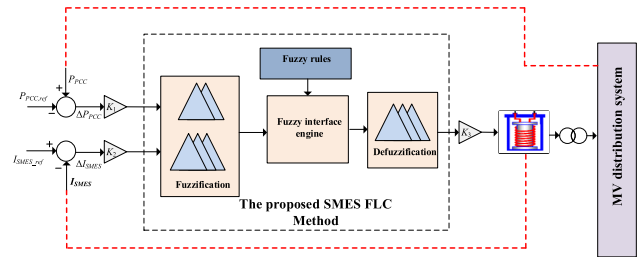 P_PCC
P_PCC,ref
+
−
ΔP_PCC
K_1
I_SMES_ref
+
−
ΔI_SMES
K_2
I_SMES
Fuzzification
Fuzzy rules
Fuzzy interface
engine
Defuzzification
K_3
The proposed SMES FLC
Method
MV distribution system